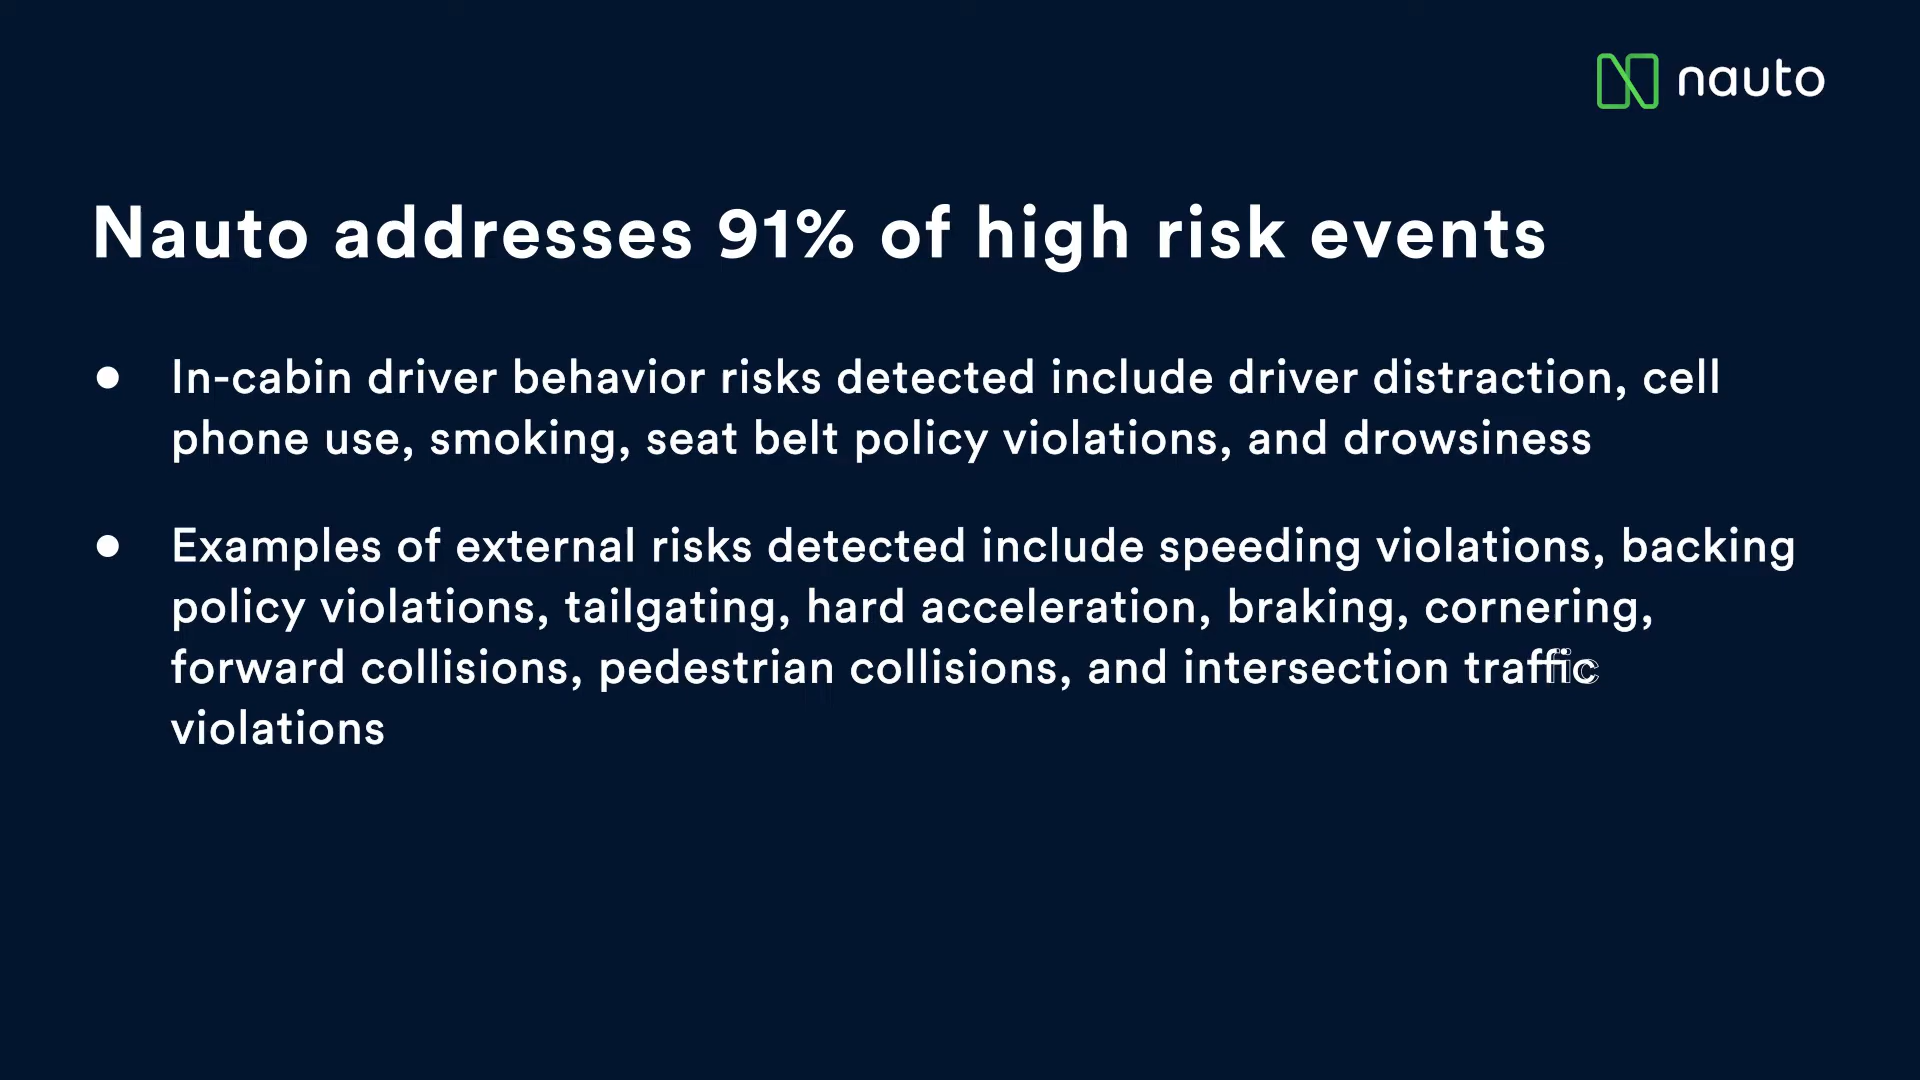 nauto
Nauto addresses 91% of high risk events
● In-cabin driver behavior risks detected include driver distraction, cell
phone use, smoking, seat belt policy violations, and drowsiness
● Examples of external risks detected include speeding violations, backing
policy violations, tailgating, hard acceleration, braking, cornering,
forward collisions, pedestrian collisions, and intersection traffic
violations